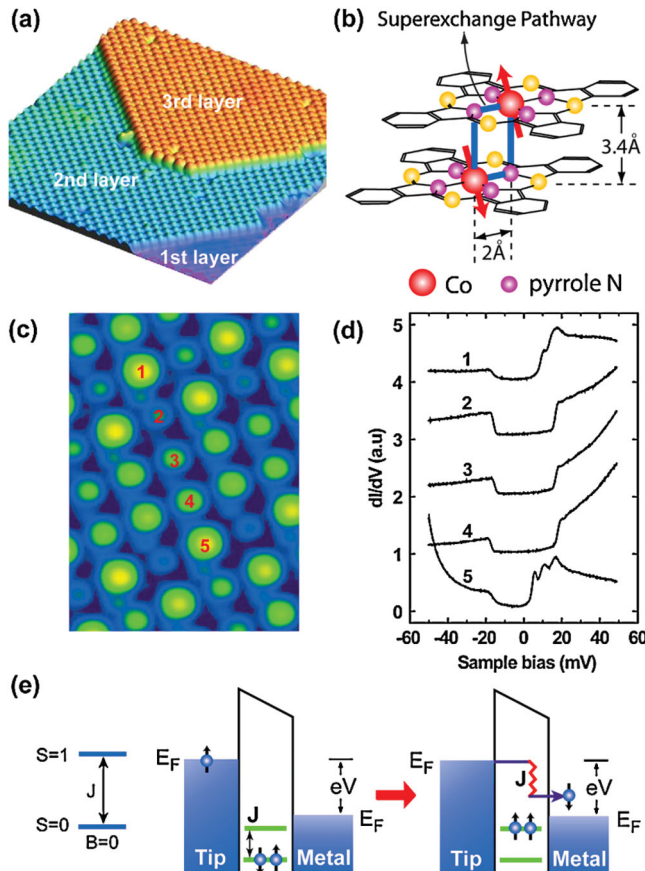 (a)
3rd layer
2nd layer
1st layer
(b)
Superexchange Pathway
3.4Å
2Å
Co
pyrrole N
(c)
1
2
3
4
5
(d)
dI/dV (a.u)
5
4
3
2
1
0
1
2
3
4
5
-60 -40 -20 0 20 40 60
Sample bias (mV)
(e)
S=1
J
S=0
B=0
E_F
J
eV
E_F
Tip
Metal
E_F
J
eV
E_F
Tip
Metal